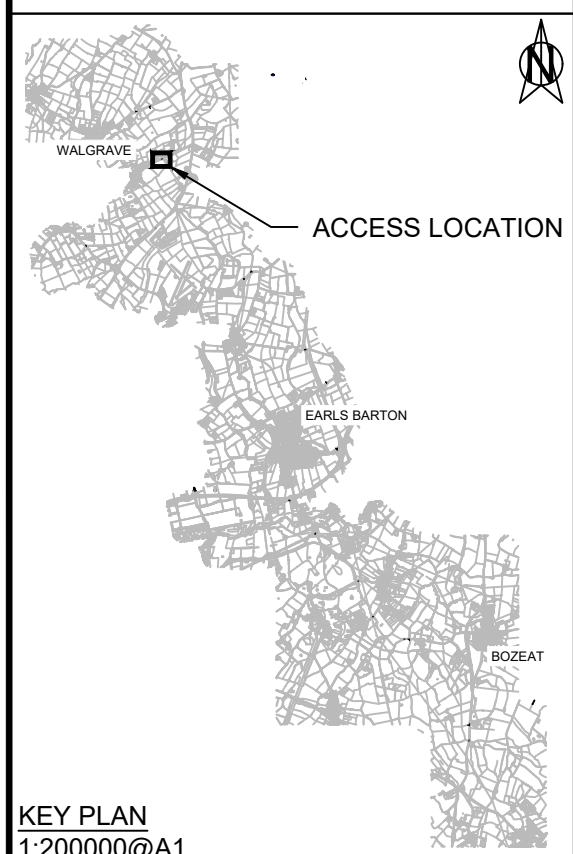 N
WALGRAVE
ACCESS LOCATION
EARLS BARTON
BOZEAT
KEY PLAN
1:200000@A1